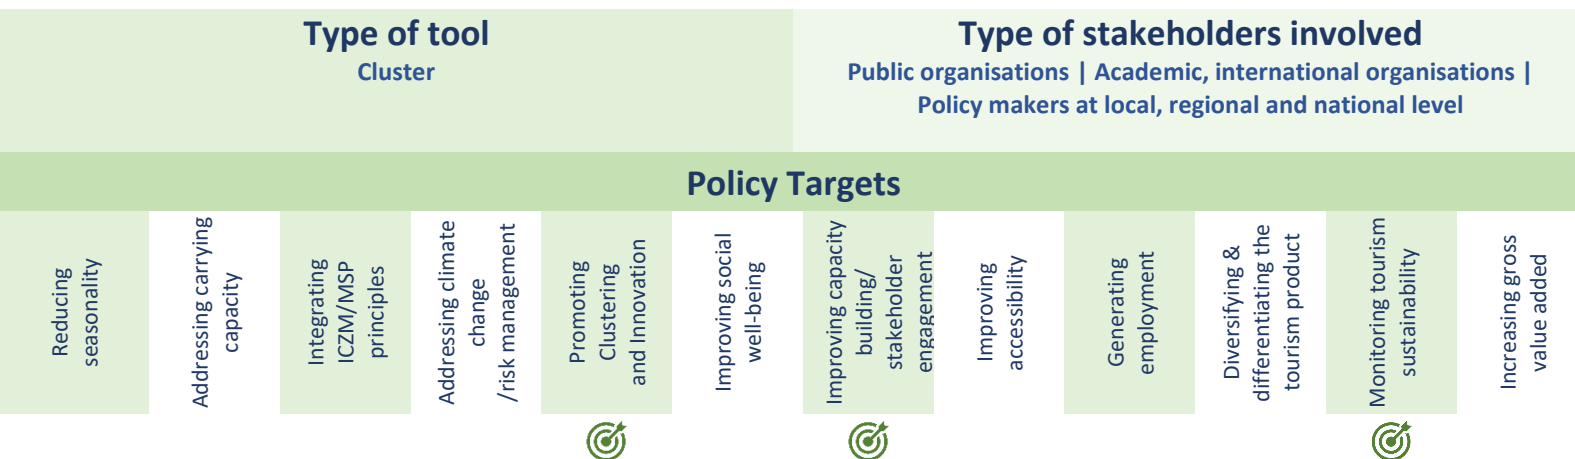 Type of tool
Cluster
Type of stakeholders involved
Public organisations | Academic, international organisations |
Policy makers at local, regional and national level
Policy Targets
Reducing
seasonality
Addressing carrying
capacity
Integrating
ICZM/MSP
principles
Addressing climate
change
/risk management
Promoting
Clustering
and Innovation
Improving social
well-being
Improving capacity
building/
stakeholder
engagement
Improving
accessibility
Generating
employment
Diversifying &
differentiating the
tourism product
Monitoring tourism
sustainability
Increasing gross
value added